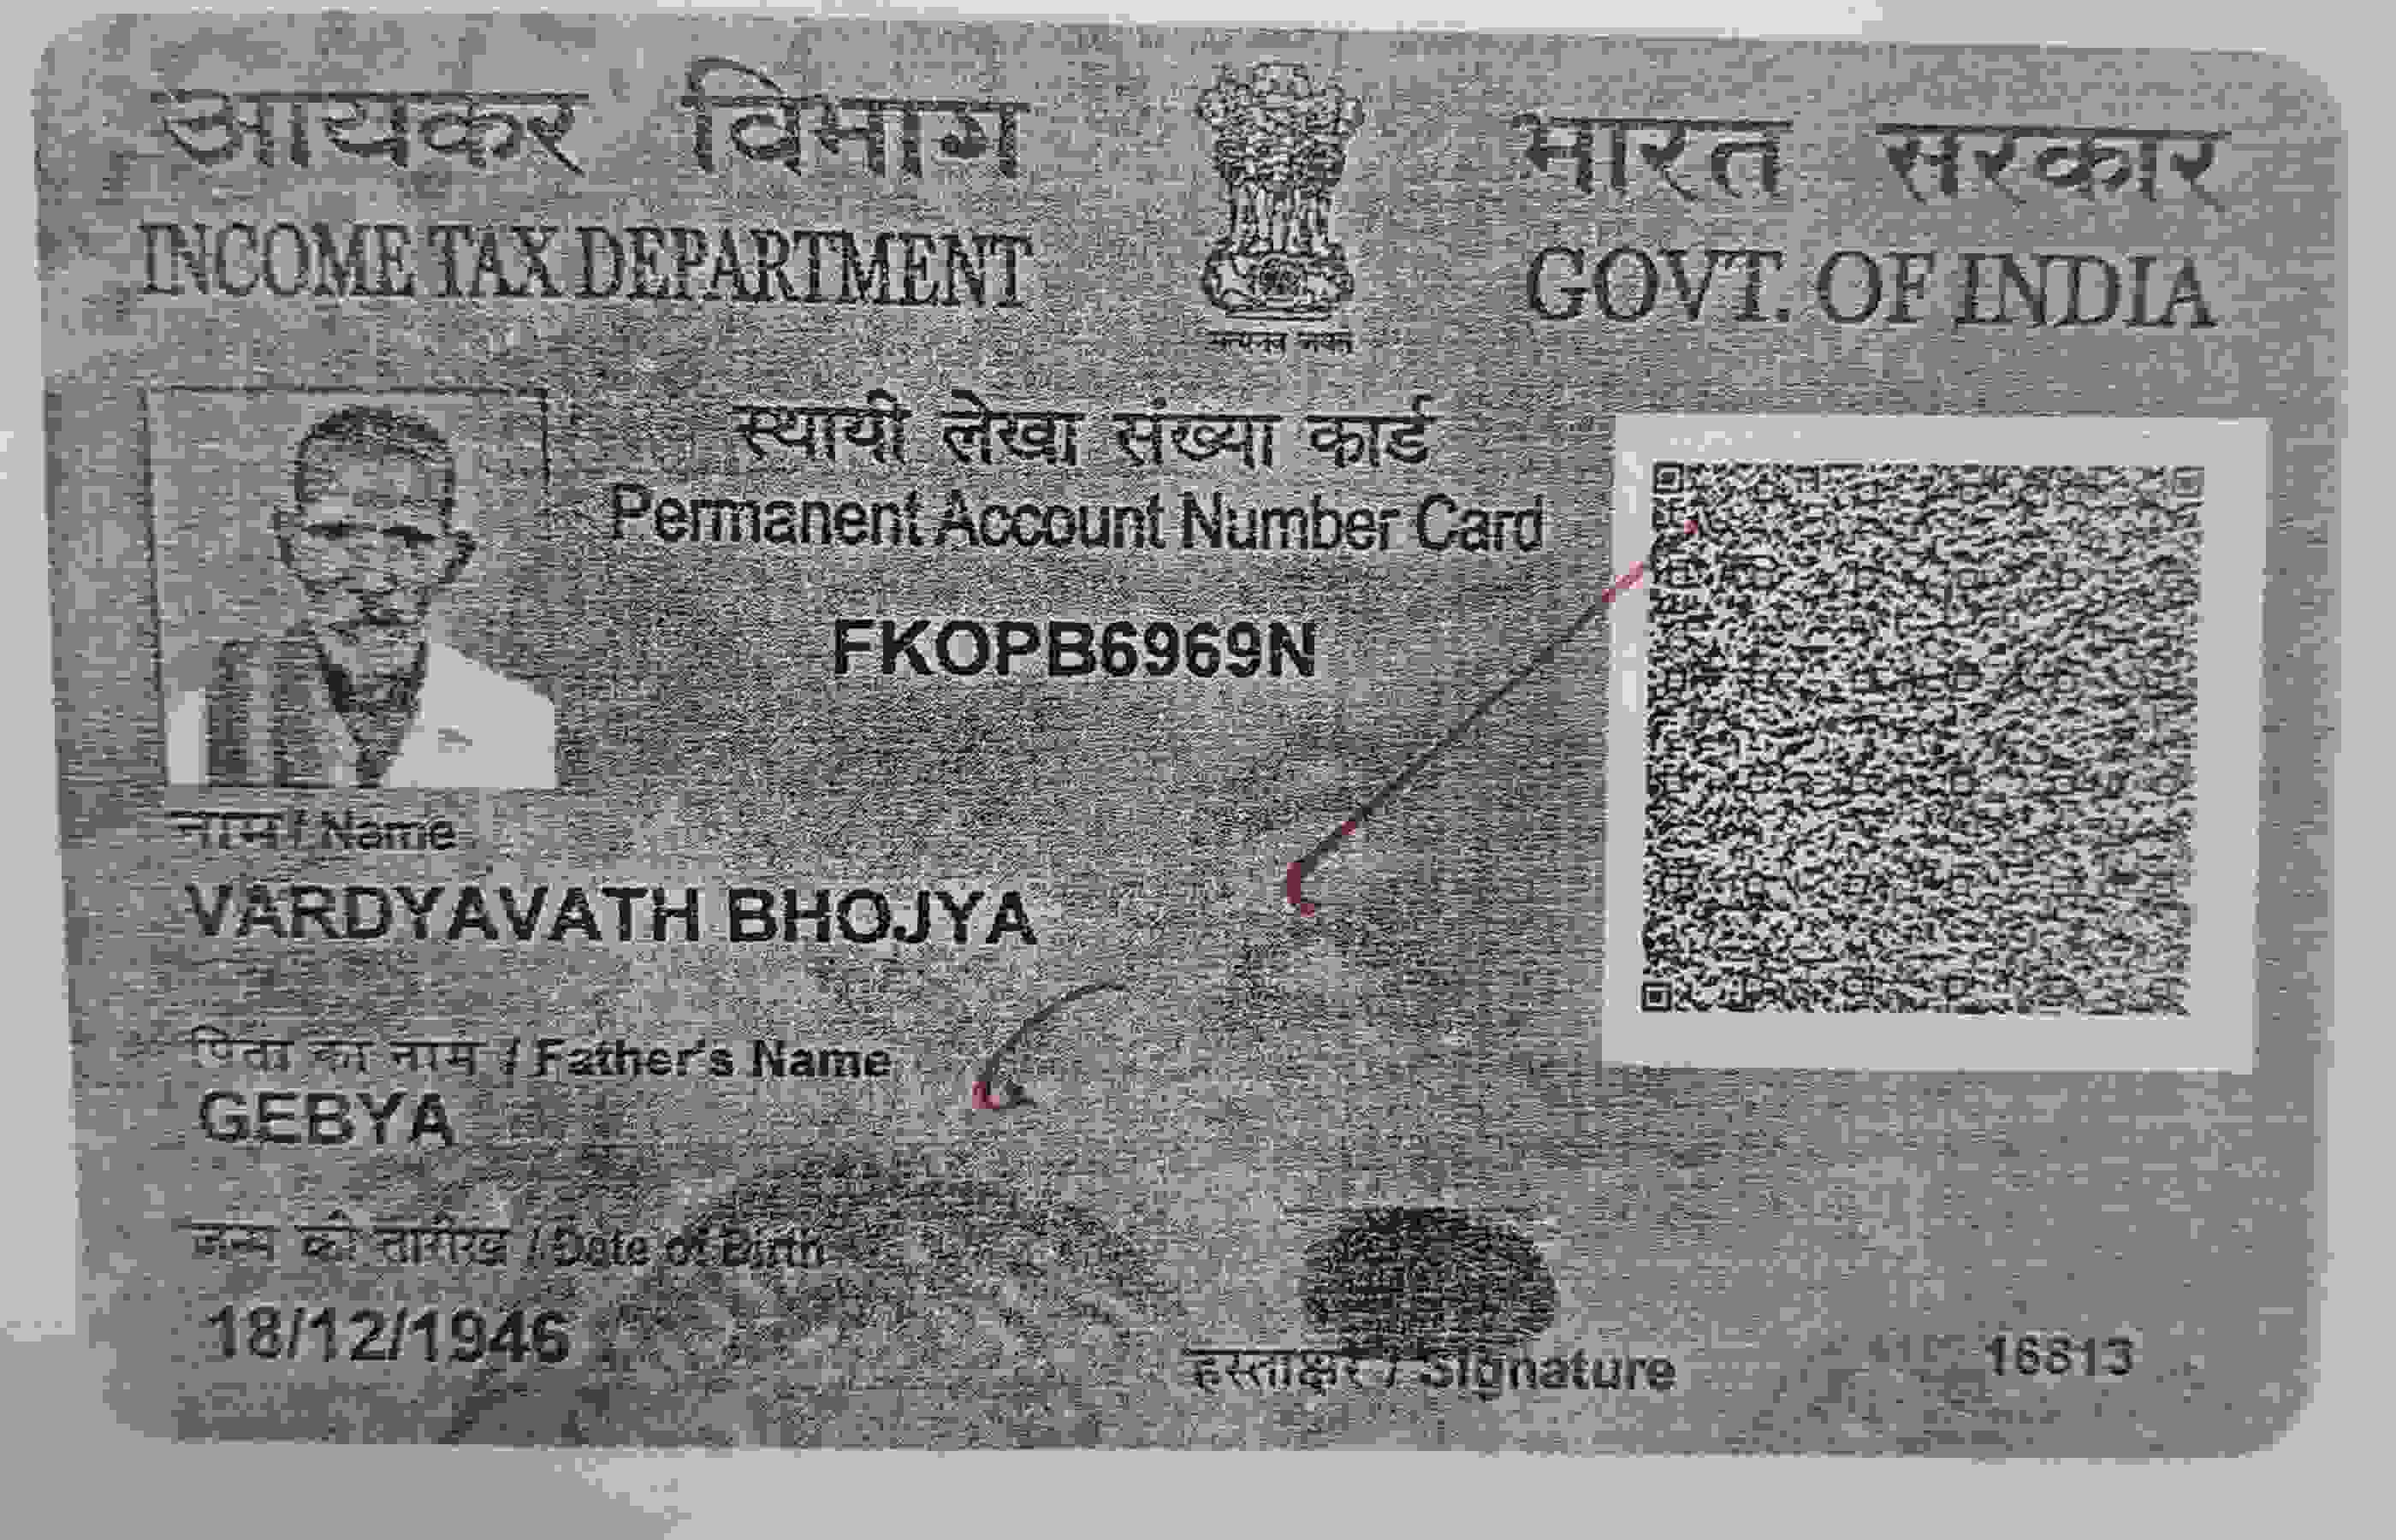 आयकर विभाग
INCOME TAX DEPARTMENT
भारत सरकार
GOVT. OF INDIA
सत्यमेव जयते
स्थायी लेखा संख्या कार्ड
Permanent Account Number Card
FKOPB6969N
नाम / Name
VARDYAVATH BHOJYA
पिता का नाम / Father's Name
GEBYA
जन्म की तारीख / Date of Birth
18/12/1946
हस्ताक्षर / Signature
16813